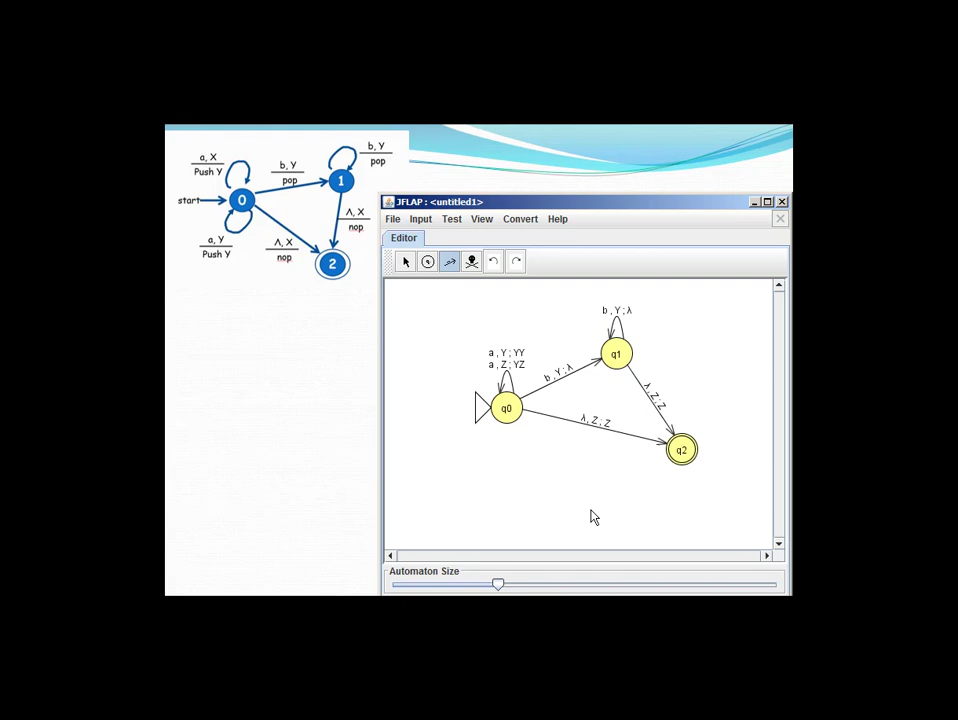 a, X
Push Y
b, Y
pop
b, Y
pop
start
0
1
a, Y
Push Y
Λ, X
nop
Λ, X
nop
2
JFLAP : <untitled1>
File Input Test View Convert Help
Editor
b , Y ; λ
a , Y ; YY
a , Z ; YZ
b , Y ; λ
q1
q0
λ , Z ; Z
λ , Z ; Z
q2
Automaton Size